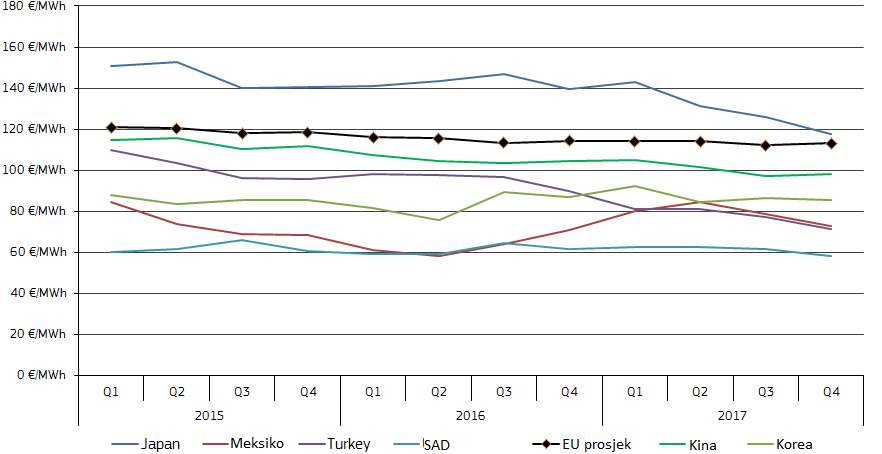 180 €/MWh
160 €/MWh
140 €/MWh
120 €/MWh
100 €/MWh
80 €/MWh
60 €/MWh
40 €/MWh
20 €/MWh
0 €/MWh
Q1 Q2 Q3 Q4 Q1 Q2 Q3 Q4 Q1 Q2 Q3 Q4
2015 2016 2017
Japan Meksiko Turkey SAD EU prosjek Kina Korea